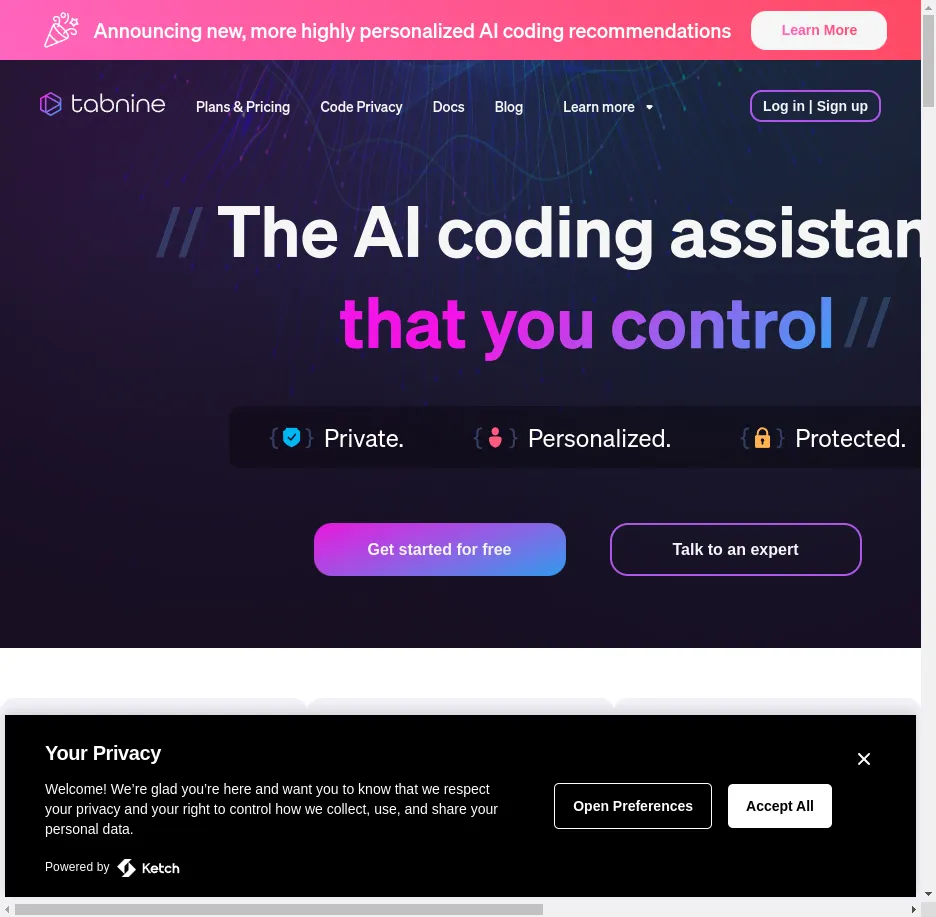 Announcing new, more highly personalized AI coding recommendations
Learn More
tabnine
Plans & Pricing
Code Privacy
Docs
Blog
Learn more
Log in | Sign up
// The AI coding assistan
that you control //
{ } Private.
{ } Personalized.
{ } Protected.
Get started for free
Talk to an expert
Your Privacy
Welcome! We’re glad you’re here and want you to know that we respect
your privacy and your right to control how we collect, use, and share your
personal data.
Open Preferences
Accept All
Powered by Ketch